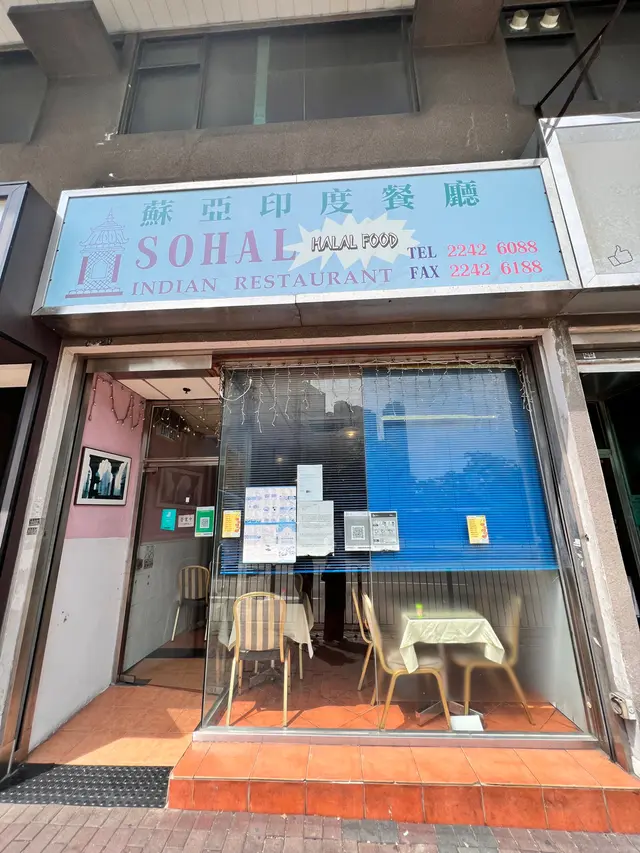 蘇亞印度餐廳
SOHAL
HALAL FOOD
INDIAN RESTAURANT
TEL 2242 6088
FAX 2242 6188